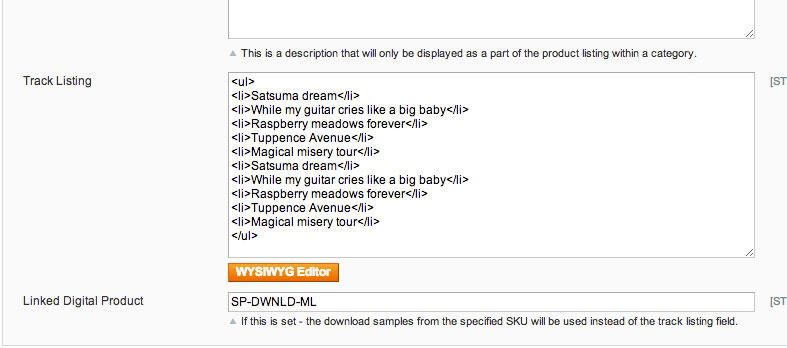 This is a description that will only be displayed as a part of the product listing within a category.
Track Listing
<ul>
<li>Satsuma dream</li>
<li>While my guitar cries like a big baby</li>
<li>Raspberry meadows forever</li>
<li>Tuppence Avenue</li>
<li>Magical misery tour</li>
<li>Satsuma dream</li>
<li>While my guitar cries like a big baby</li>
<li>Raspberry meadows forever</li>
<li>Tuppence Avenue</li>
<li>Magical misery tour</li>
</ul>
[ST
WYSIWYG Editor
Linked Digital Product
SP-DWNLD-ML
[ST
If this is set - the download samples from the specified SKU will be used instead of the track listing field.